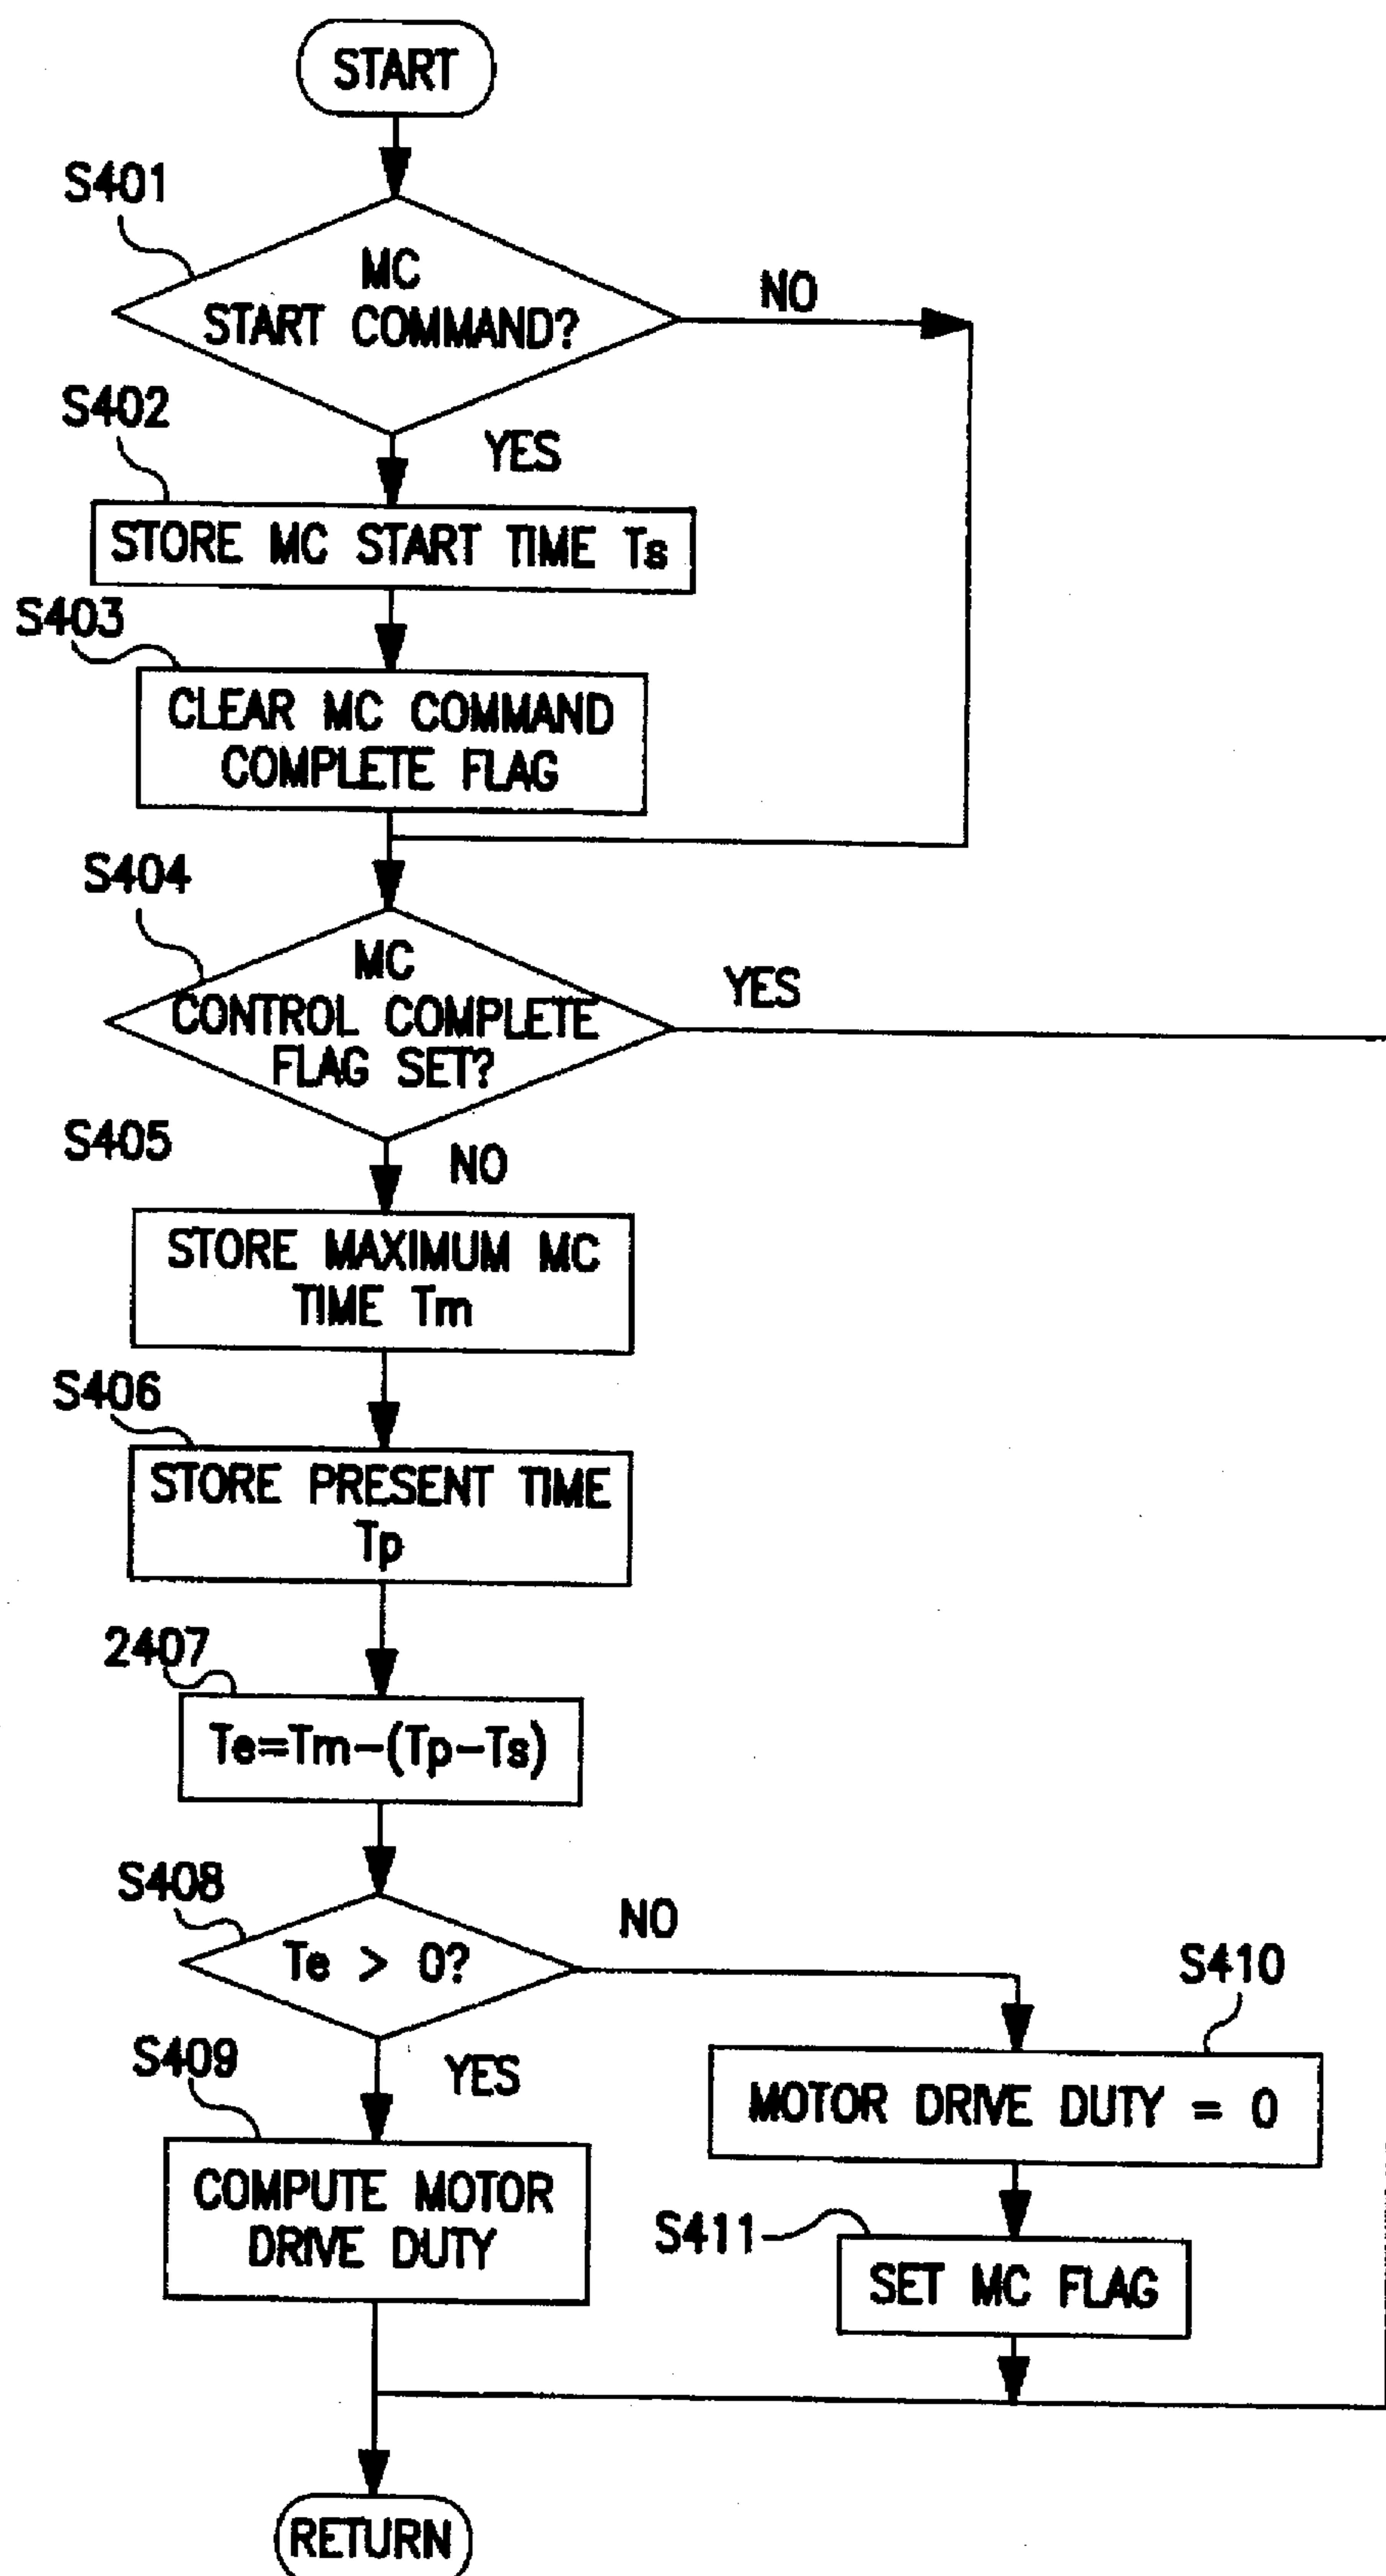 START
S401
MC
START COMMAND?
NO
S402
YES
STORE MC START TIME Ts
S403
CLEAR MC COMMAND
COMPLETE FLAG
S404
MC
CONTROL COMPLETE
FLAG SET?
YES
S405
NO
STORE MAXIMUM MC
TIME Tm
S406
STORE PRESENT TIME
Tp
2407
Te=Tm-(Tp-Ts)
S408
Te > 0?
NO
S410
S409
YES
MOTOR DRIVE DUTY = 0
COMPUTE MOTOR
DRIVE DUTY
S411
SET MC FLAG
RETURN